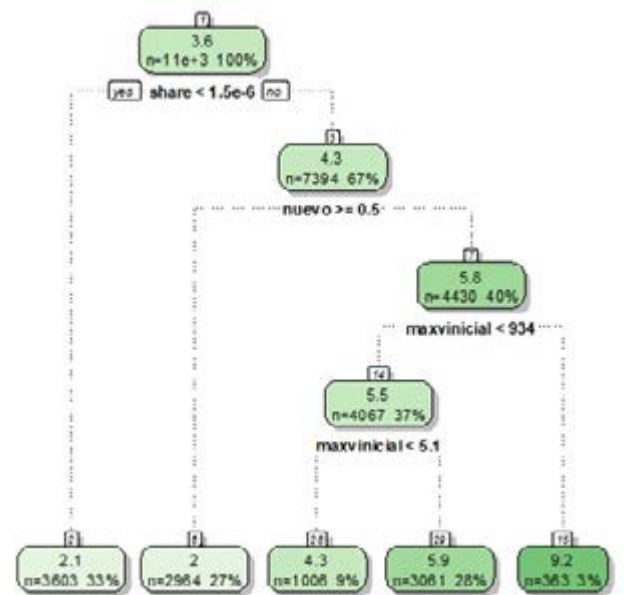 1
3.6
n=11e+3 100%
yes share < 1.5e-6 no
3
4.3
n=7394 67%
nuevo >= 0.5
7
5.8
n=4430 40%
maxvinicial < 934
14
5.5
n=4067 37%
maxvinicial < 5.1
2
2.1
n=3603 33%
6
2
n=2964 27%
28
4.3
n=1006 9%
29
5.9
n=3061 28%
15
9.2
n=363 3%